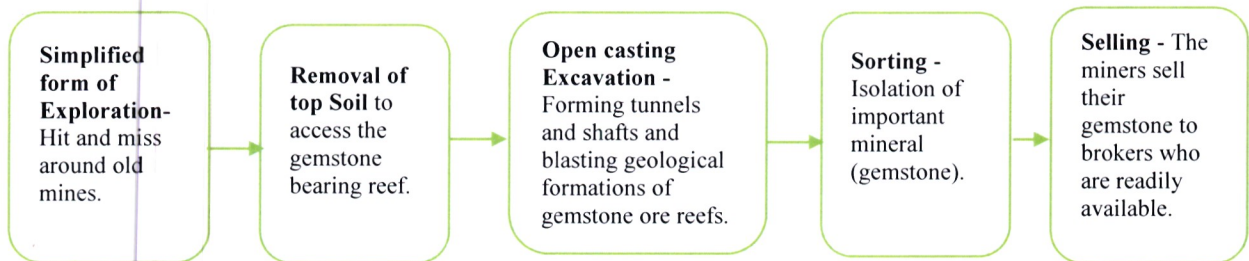 Simplified
form of
Exploration-
Hit and miss
around old
mines.
Removal of
top Soil to
access the
gemstone
bearing reef.
Open casting
Excavation -
Forming tunnels
and shafts and
blasting geological
formations of
gemstone ore reefs.
Sorting -
Isolation of
important
mineral
(gemstone).
Selling - The
miners sell
their
gemstone to
brokers who
are readily
available.